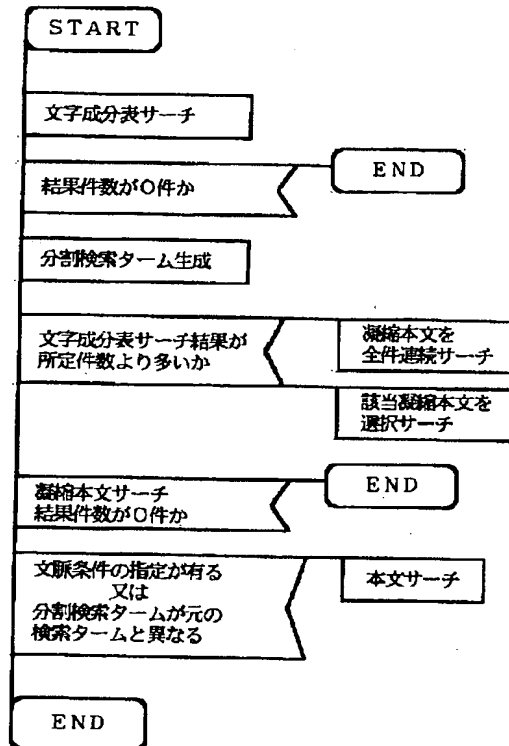 START
文字成分表サーチ
結果件数が０件か
END
分割検索ターム生成
文字成分表サーチ結果が
所定件数より多いか
凝縮本文を
全件連続サーチ
該当凝縮本文を
選択サーチ
凝縮本文サーチ
結果件数が０件か
END
文脈条件の指定が有る
又は
分割検索タームが元の
検索タームと異なる
本文サーチ
END